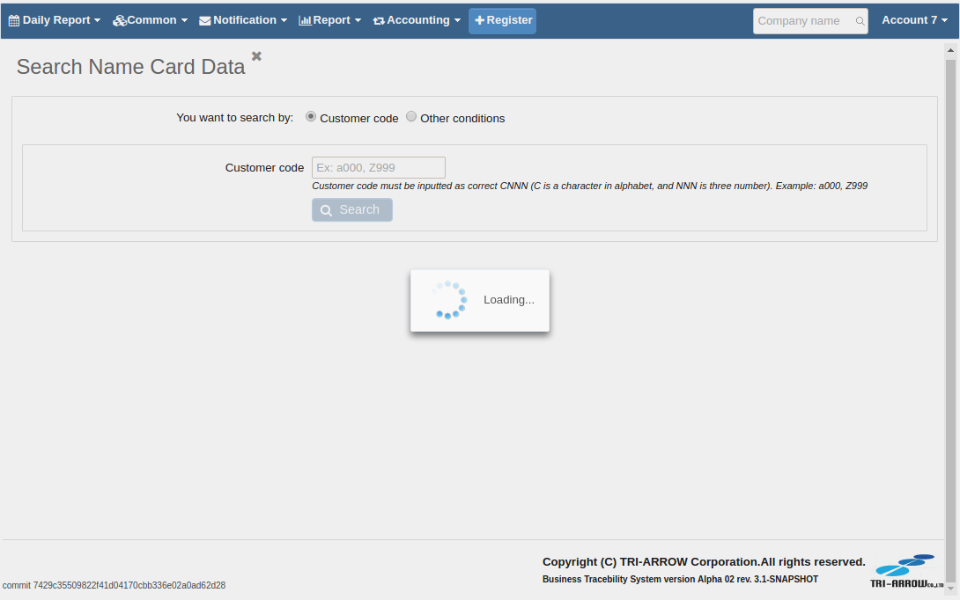 Daily Report Common Notification Report Accounting Register Company name Account 7
Search Name Card Data
You want to search by: Customer code Other conditions
Customer code Ex: a000, Z999
Customer code must be inputted as correct CNNN (C is a character in alphabet, and NNN is three number). Example: a000, Z999
Search
Loading...
Copyright (C) TRI-ARROW Corporation.All rights reserved.
Business Tracebility System version Alpha 02 rev. 3.1-SNAPSHOT
TRI-ARROW CO.,LTD
commit 7429c35509822f41d04170cbb336e02a0ad62d28